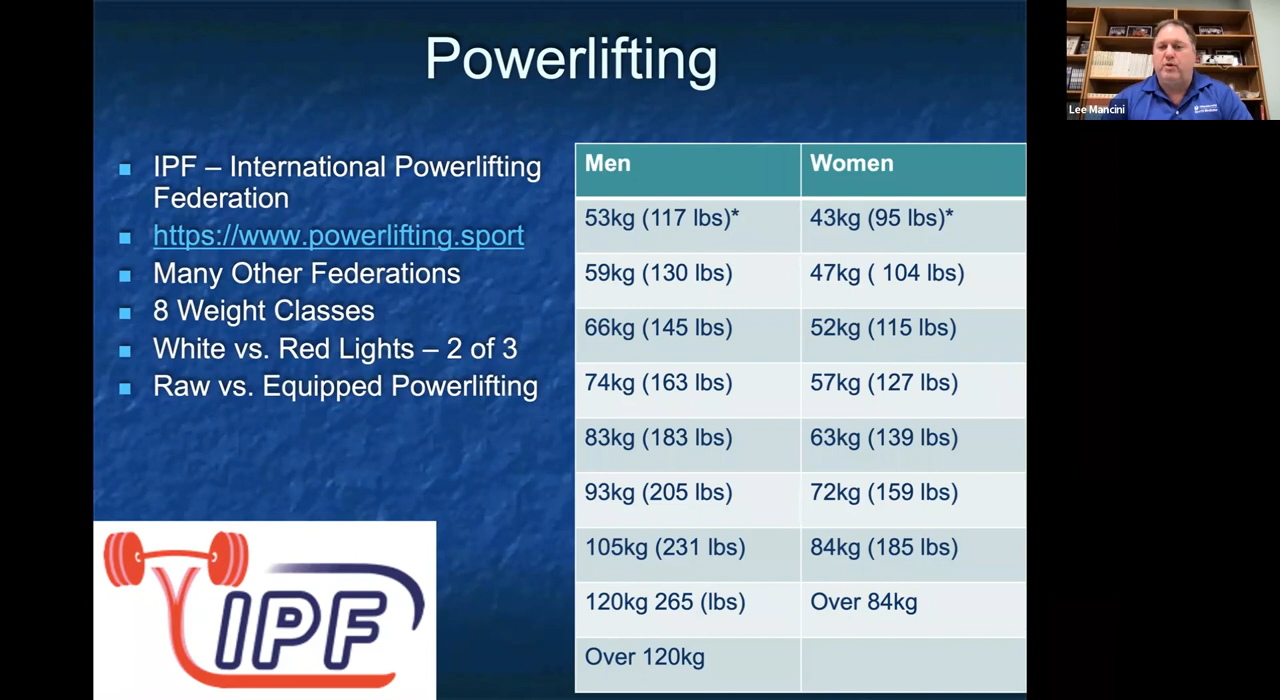 Powerlifting
IPF – International Powerlifting
Federation
https://www.powerlifting.sport
Many Other Federations
8 Weight Classes
White vs. Red Lights – 2 of 3
Raw vs. Equipped Powerlifting
Men Women
53kg (117 lbs)* 43kg (95 lbs)*
59kg (130 lbs) 47kg ( 104 lbs)
66kg (145 lbs) 52kg (115 lbs)
74kg (163 lbs) 57kg (127 lbs)
83kg (183 lbs) 63kg (139 lbs)
93kg (205 lbs) 72kg (159 lbs)
105kg (231 lbs) 84kg (185 lbs)
120kg 265 (lbs) Over 84kg
Over 120kg
IPF
Lee Mancini